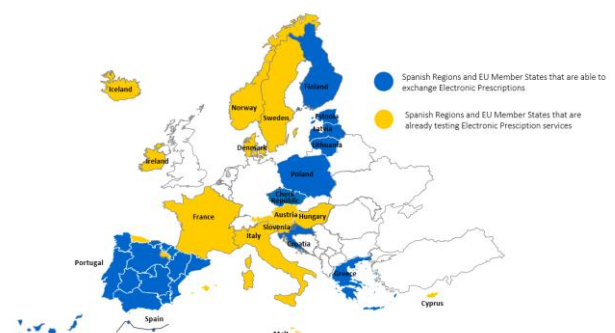 Spanish Regions and EU Member States that are able to
exchange Electronic Prescriptions
Spanish Regions and EU Member States that are
already testing Electronic Presciption services
Iceland
Finland
Norway
Sweden
Estonia
Latvia
Lithuania
Denmark
Ireland
Poland
Czech
Republic
France
Austria
Hungary
Slovenia
Italy
Croatia
Portugal
Greece
Cyprus
Spain